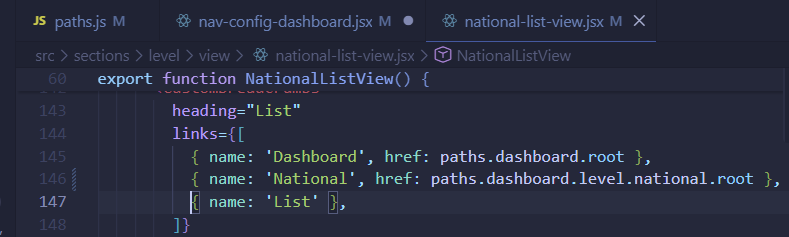 JS paths.js M nav-config-dashboard.jsx M national-list-view.jsx M
src > sections > level > view > national-list-view.jsx > NationalListView
60 export function NationalListView() {
143 heading="List"
144 links={[
145 { name: 'Dashboard', href: paths.dashboard.root },
146 { name: 'National', href: paths.dashboard.level.national.root },
147 { name: 'List' },
148 ]}